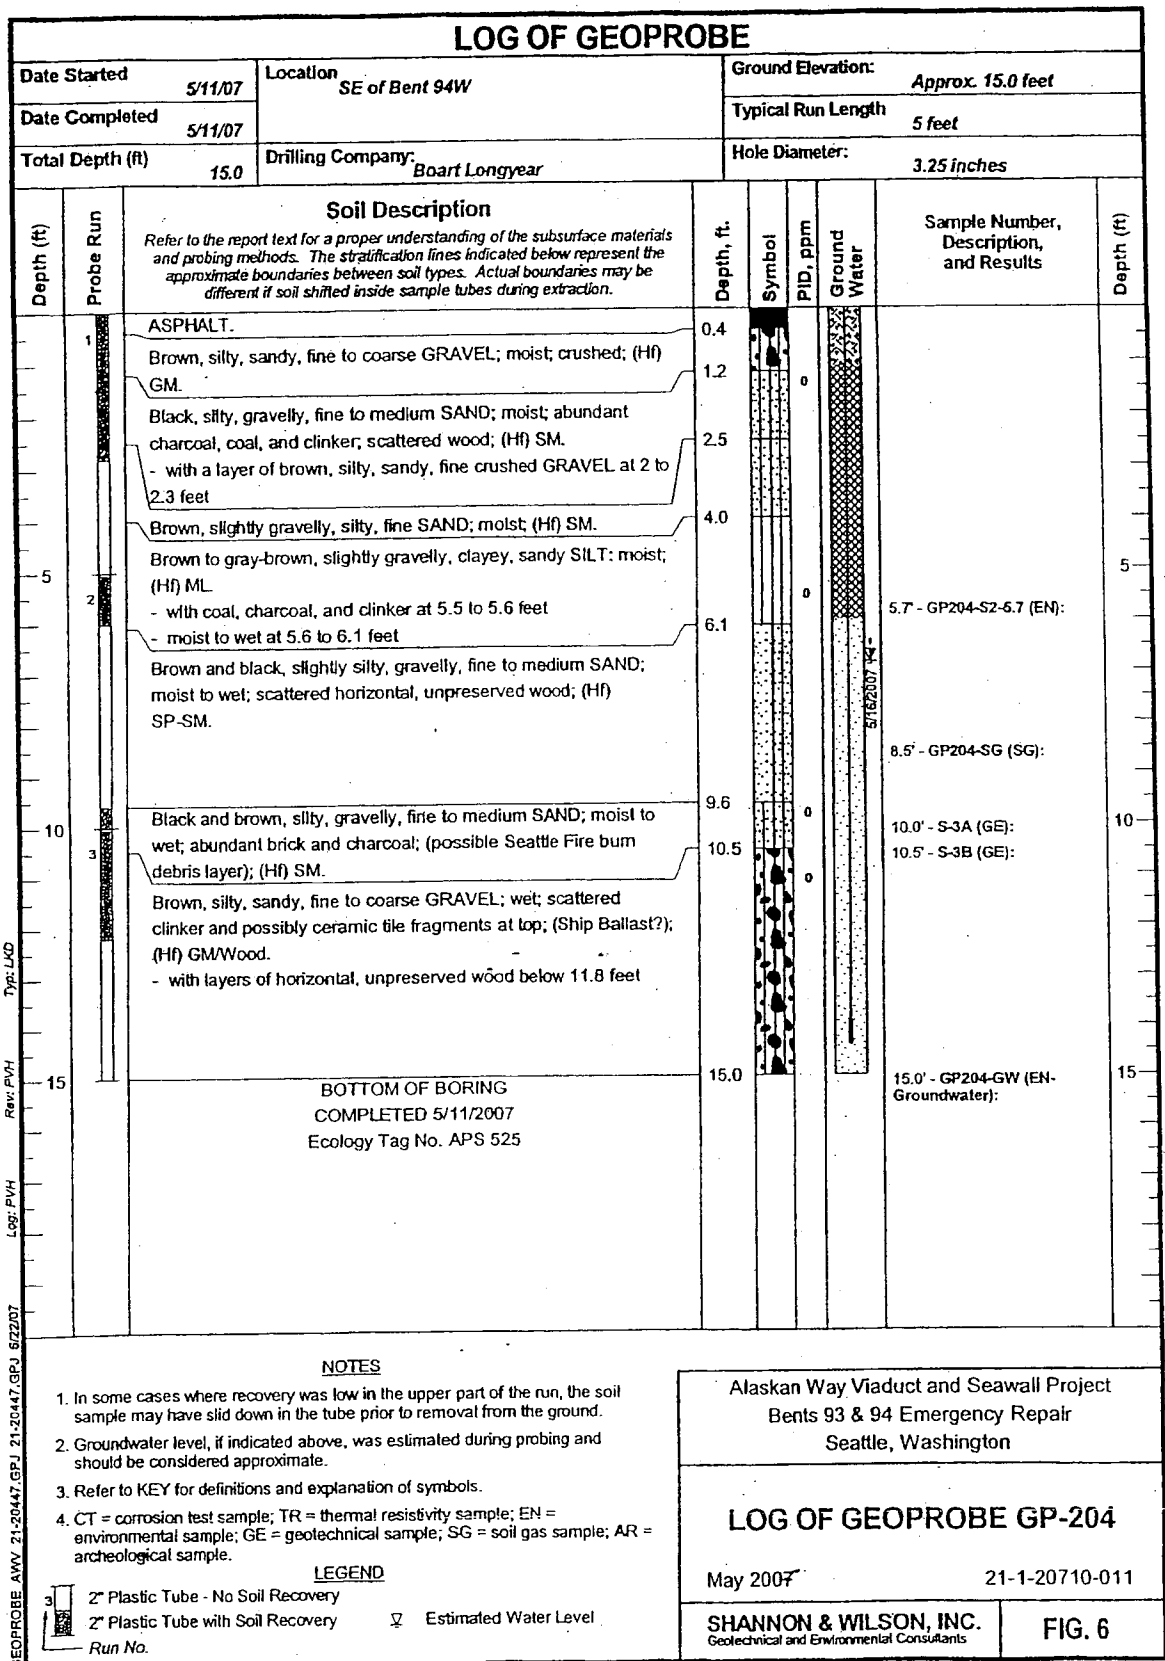 LOG OF GEOPROBE
Date Started
5/11/07
Location
SE of Bent 94W
Ground Elevation:
Approx. 15.0 feet
Date Completed
5/11/07
Typical Run Length
5 feet
Total Depth (ft)
15.0
Drilling Company:
Boart Longyear
Hole Diameter:
3.25 inches
Depth (ft)
Probe Run
Soil Description
Refer to the report text for a proper understanding of the subsurface materials
and probing methods. The stratification lines indicated below represent the
approximate boundaries between soil types. Actual boundaries may be
different if soil shifted inside sample tubes during extraction.
Depth, ft.
Symbol
PID, ppm
Ground
Water
Sample Number,
Description,
and Results
Depth (ft)
1
ASPHALT.
0.4
Brown, silty, sandy, fine to coarse GRAVEL; moist; crushed; (Hf)
GM.
1.2
0
Black, silty, gravelly, fine to medium SAND; moist; abundant
charcoal, coal, and clinker; scattered wood; (Hf) SM.
- with a layer of brown, silty, sandy, fine crushed GRAVEL at 2 to
2.3 feet
2.5
Brown, slightly gravelly, silty, fine SAND; moist; (Hf) SM.
4.0
5
2
Brown to gray-brown, slightly gravelly, clayey, sandy SILT: moist;
(Hf) ML.
- with coal, charcoal, and clinker at 5.5 to 5.6 feet
- moist to wet at 5.6 to 6.1 feet
6.1
0
5
5.7' - GP204-S2-5.7 (EN):
Brown and black, slightly silty, gravelly, fine to medium SAND;
moist to wet; scattered horizontal, unpreserved wood; (Hf)
SP-SM.
5/16/2007
8.5' - GP204-SG (SG):
9.6
0
10
3
Black and brown, silty, gravelly, fine to medium SAND; moist to
wet; abundant brick and charcoal; (possible Seattle Fire burn
debris layer); (Hf) SM.
10.5
0
10.0' - S-3A (GE):
10.5' - S-3B (GE):
10
Brown, silty, sandy, fine to coarse GRAVEL; wet; scattered
clinker and possibly ceramic tile fragments at top; (Ship Ballast?);
(Hf) GM/Wood.
- with layers of horizontal, unpreserved wood below 11.8 feet
15
15.0
15.0' - GP204-GW (EN-
Groundwater):
15
BOTTOM OF BORING
COMPLETED 5/11/2007
Ecology Tag No. APS 525
NOTES
1. In some cases where recovery was low in the upper part of the run, the soil
sample may have slid down in the tube prior to removal from the ground.
2. Groundwater level, if indicated above, was estimated during probing and
should be considered approximate.
3. Refer to KEY for definitions and explanation of symbols.
4. CT = corrosion test sample; TR = thermal resistivity sample; EN =
environmental sample; GE = geotechnical sample; SG = soil gas sample; AR =
archeological sample.
LEGEND
3
2" Plastic Tube - No Soil Recovery
2" Plastic Tube with Soil Recovery
Estimated Water Level
Run No.
Alaskan Way Viaduct and Seawall Project
Bents 93 & 94 Emergency Repair
Seattle, Washington
LOG OF GEOPROBE GP-204
May 2007
21-1-20710-011
SHANNON & WILSON, INC.
Geotechnical and Environmental Consultants
FIG. 6
GEOPROBE AWV 21-20447.GPJ 21-20447.GPJ 6/22/07
Log: PVH
Rev: PVH
Typ: LKD